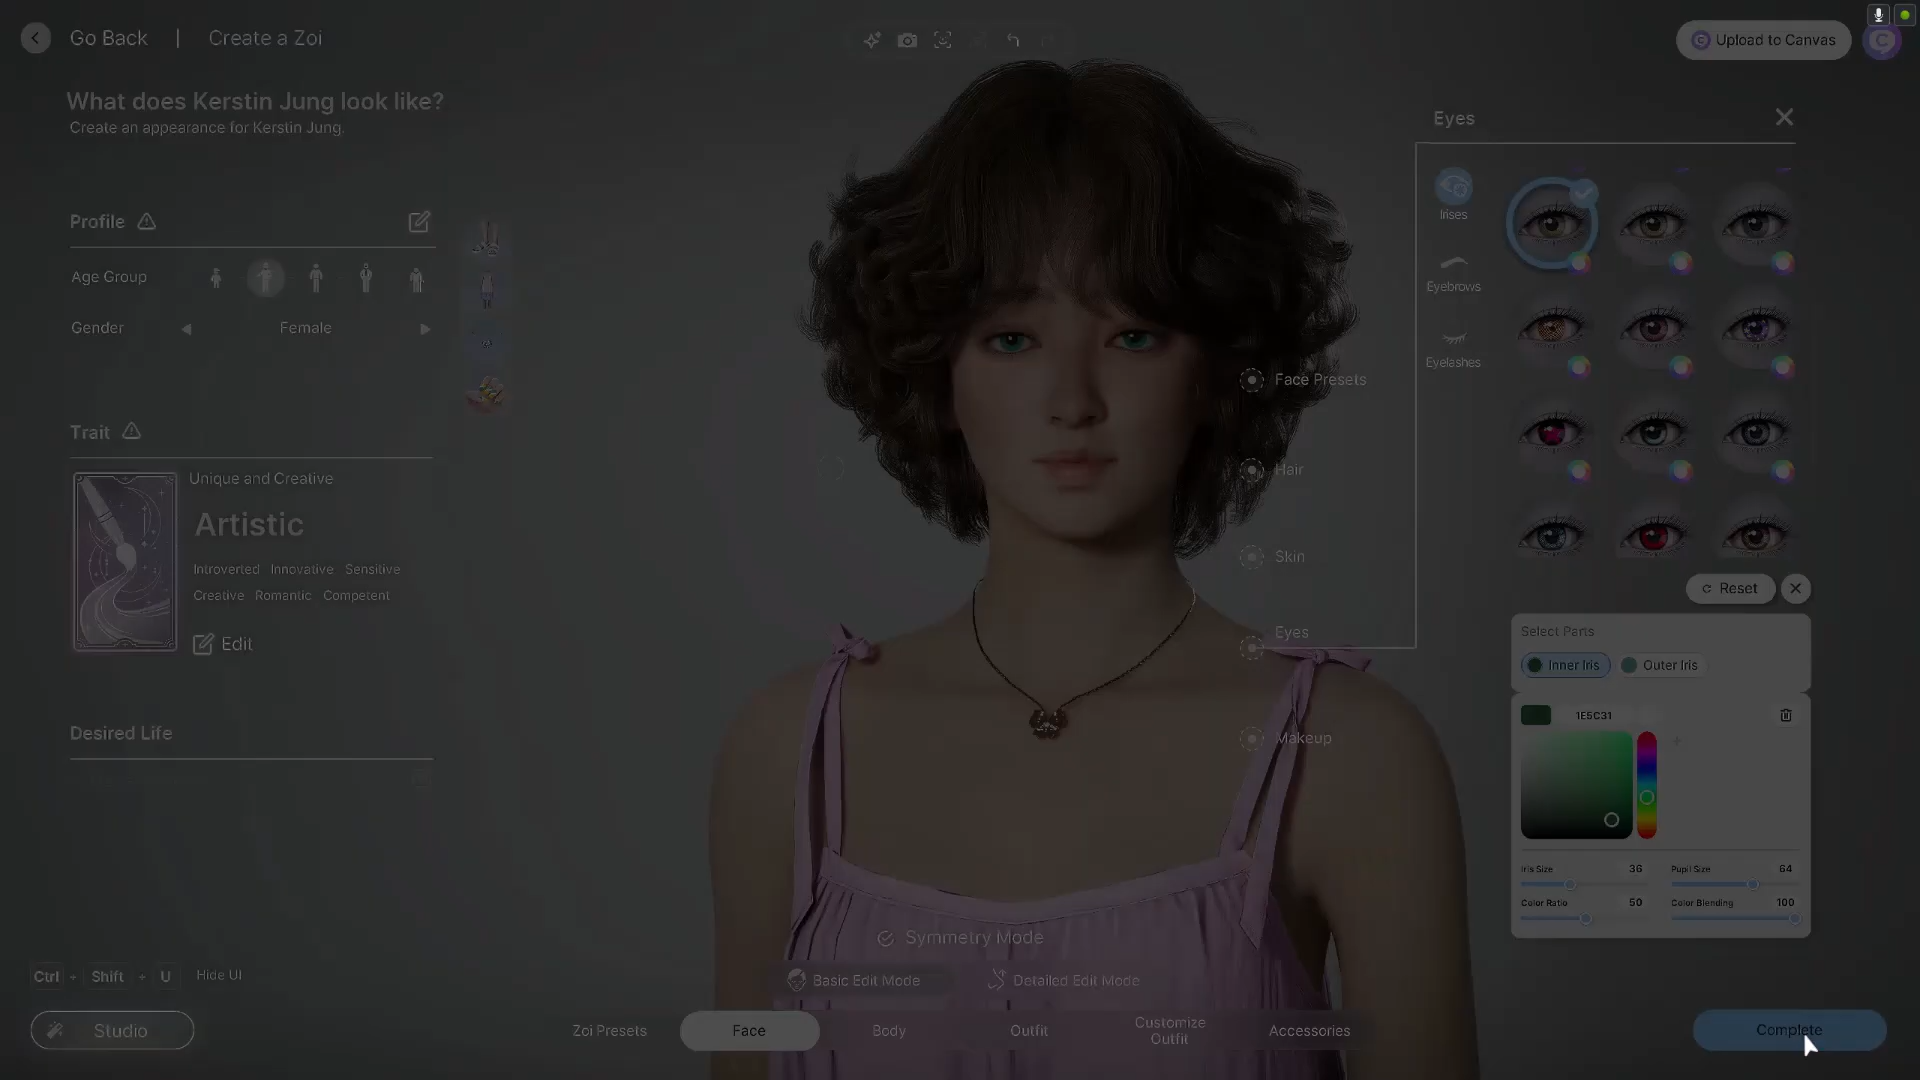 Go Back | Create a Zoi
Upload to Canvas
What does Kerstin Jung look like?
Create an appearance for Kerstin Jung.
Profile
Age Group
Gender
Female
Trait
Unique and Creative
Artistic
Introverted Innovative Sensitive
Creative Romantic Competent
Edit
Desired Life
Face Presets
Hair
Skin
Eyes
Makeup
Eyes
Irises
Eyebrows
Eyelashes
Reset
Select Parts
Inner Iris
Outer Iris
1E5C31
Iris Size 36
Pupil Size 64
Color Ratio 50
Color Blending 100
Symmetry Mode
Basic Edit Mode
Detailed Edit Mode
Ctrl + Shift + U Hide UI
Studio
Zoi Presets
Face
Body
Outfit
Customize
Outfit
Accessories
Complete